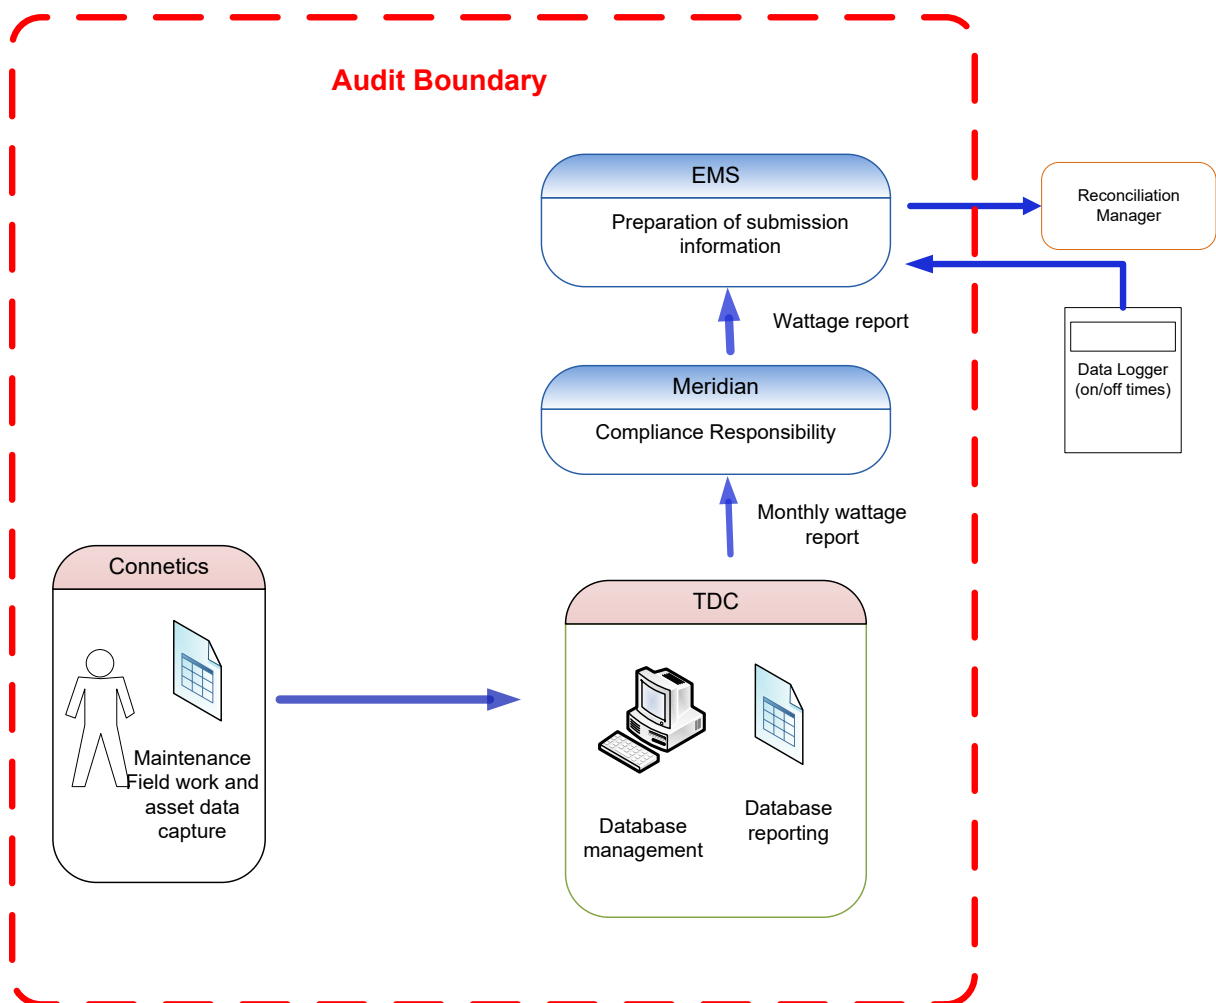 Audit Boundary
EMS
Preparation of submission
information
Reconciliation
Manager
Wattage report
Data Logger
(on/off times)
Meridian
Compliance Responsibility
Monthly wattage
report
Connetics
Maintenance
Field work and
asset data
capture
TDC
Database
management
Database
reporting